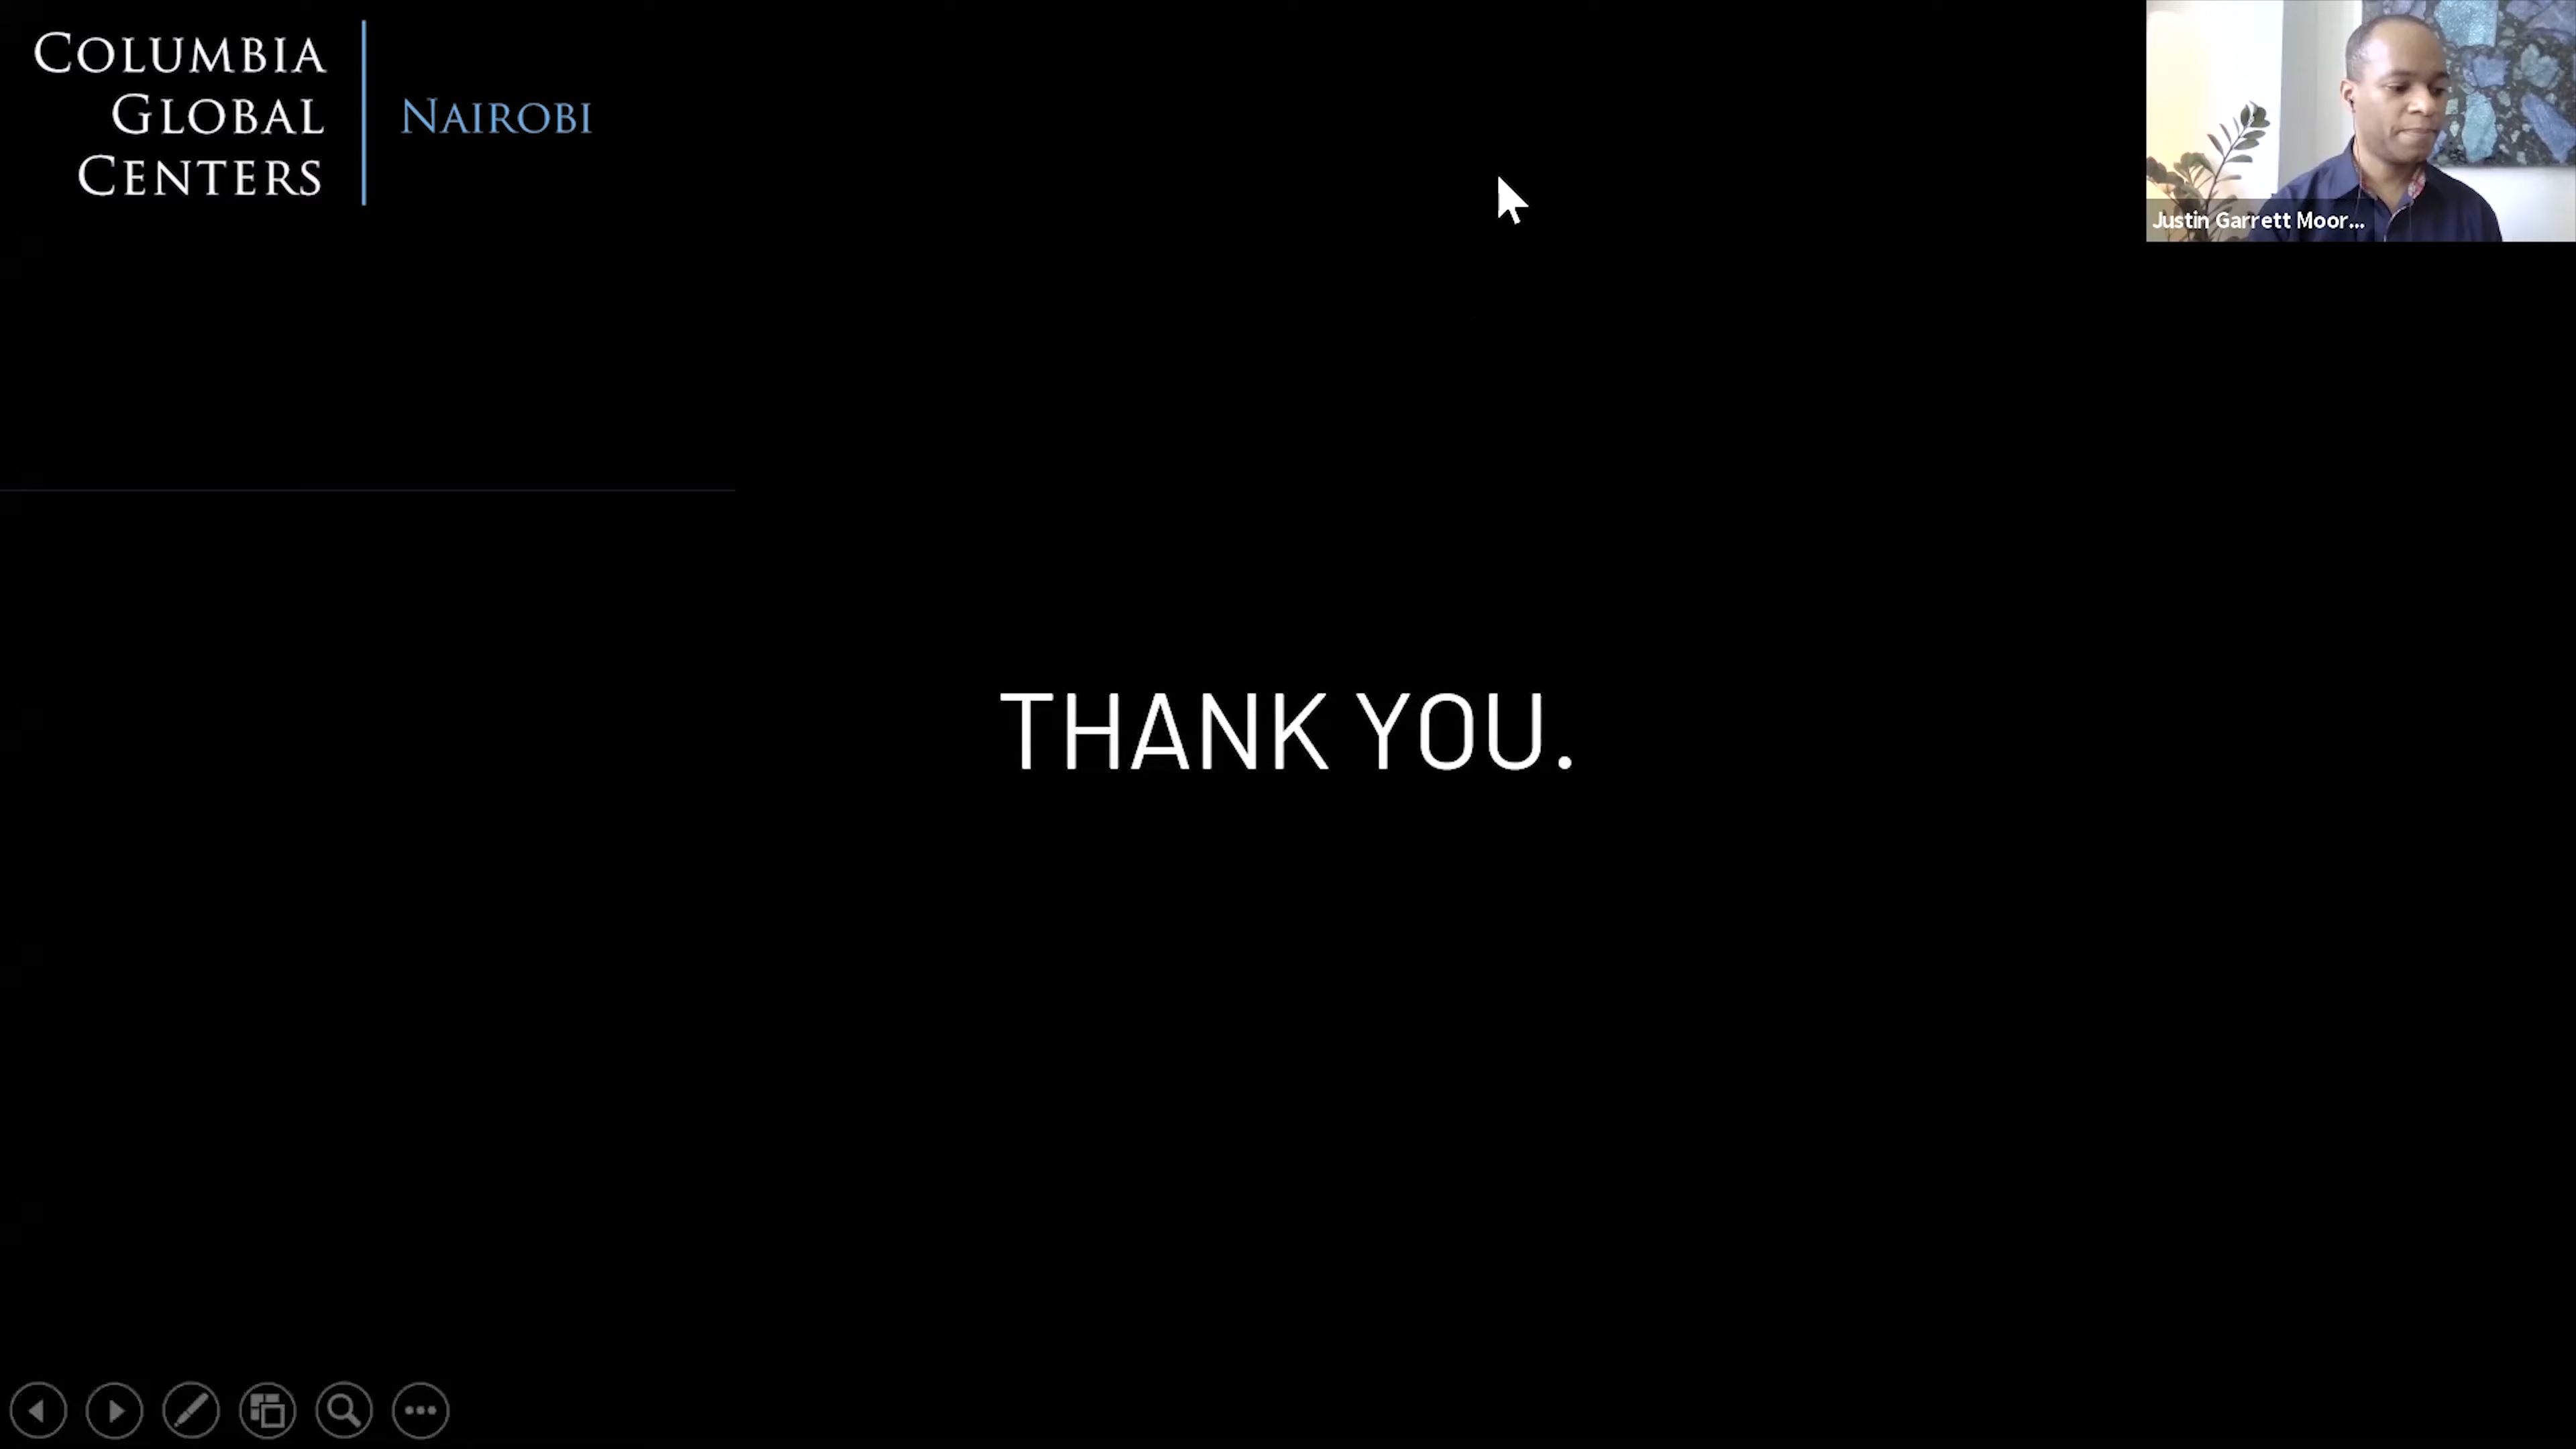 COLUMBIA
GLOBAL
CENTERS
NAIROBI
Justin Garrett Moor...
THANK YOU.